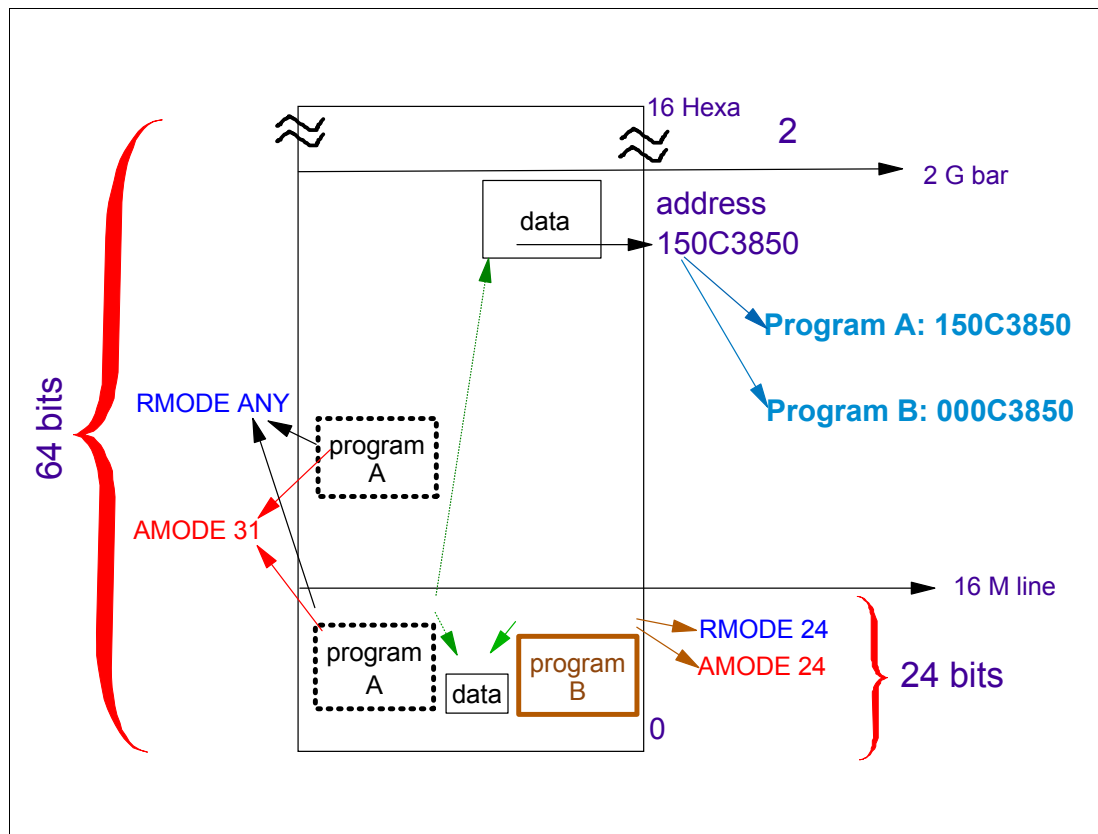 16 Hexa
2
2 G bar
data
address
150C3850
Program A: 150C3850
Program B: 000C3850
RMODE ANY
64 bits
program
A
AMODE 31
16 M line
RMODE 24
AMODE 24
24 bits
program
A
data
program
B
0